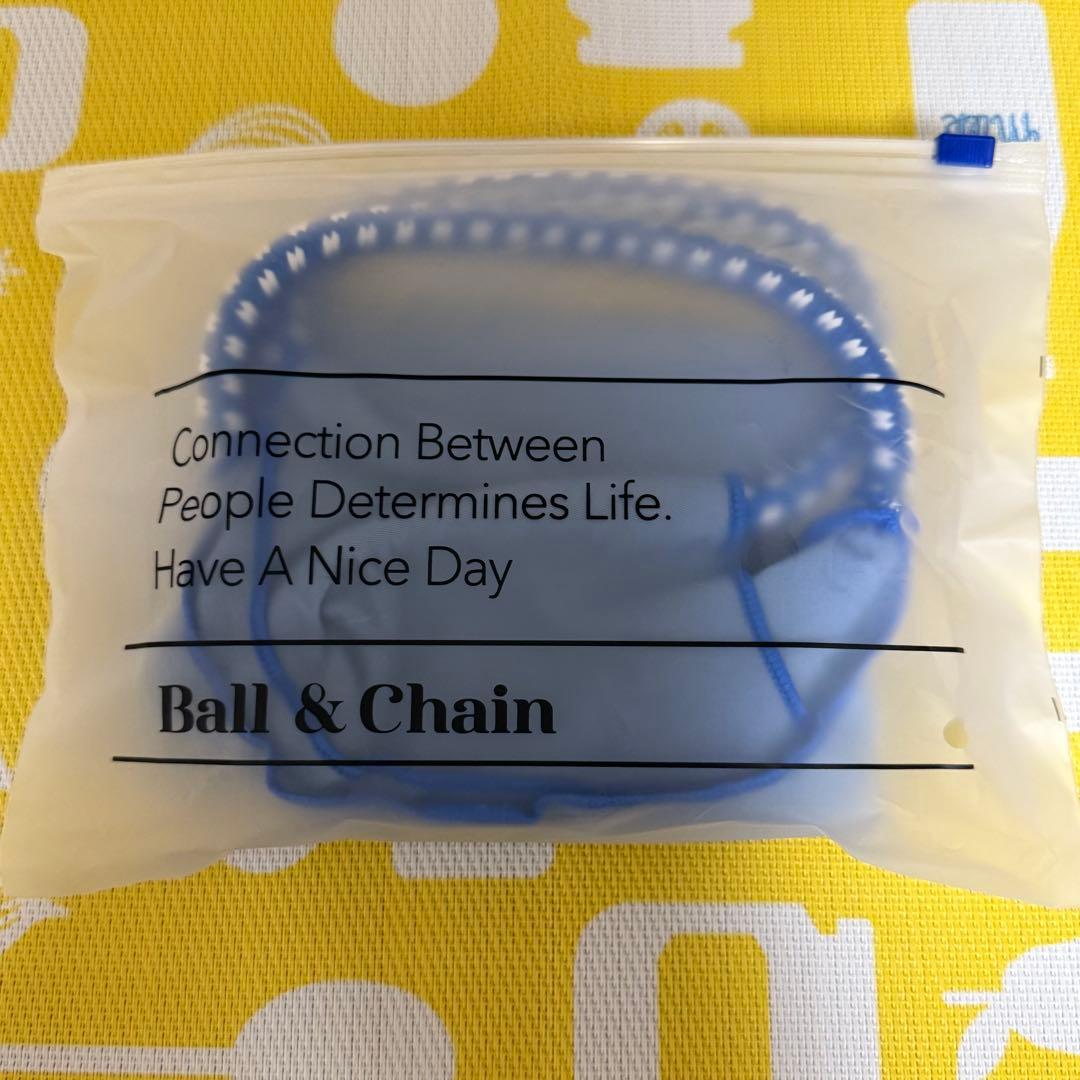 Connection Between
People Determines Life.
Have A Nice Day
Ball & Chain